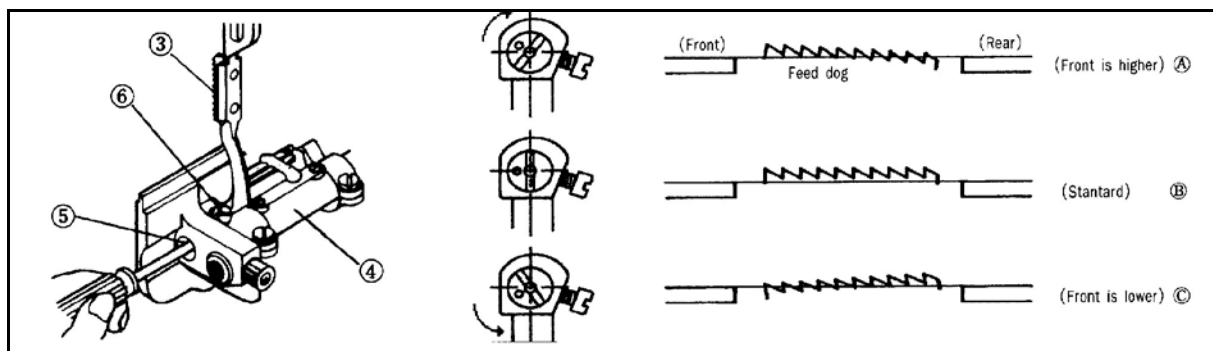 ③
⑥
⑤
④
(Front) (Rear)
Feed dog
(Front is higher) Ⓐ
(Stantard) Ⓑ
(Front is lower) Ⓒ